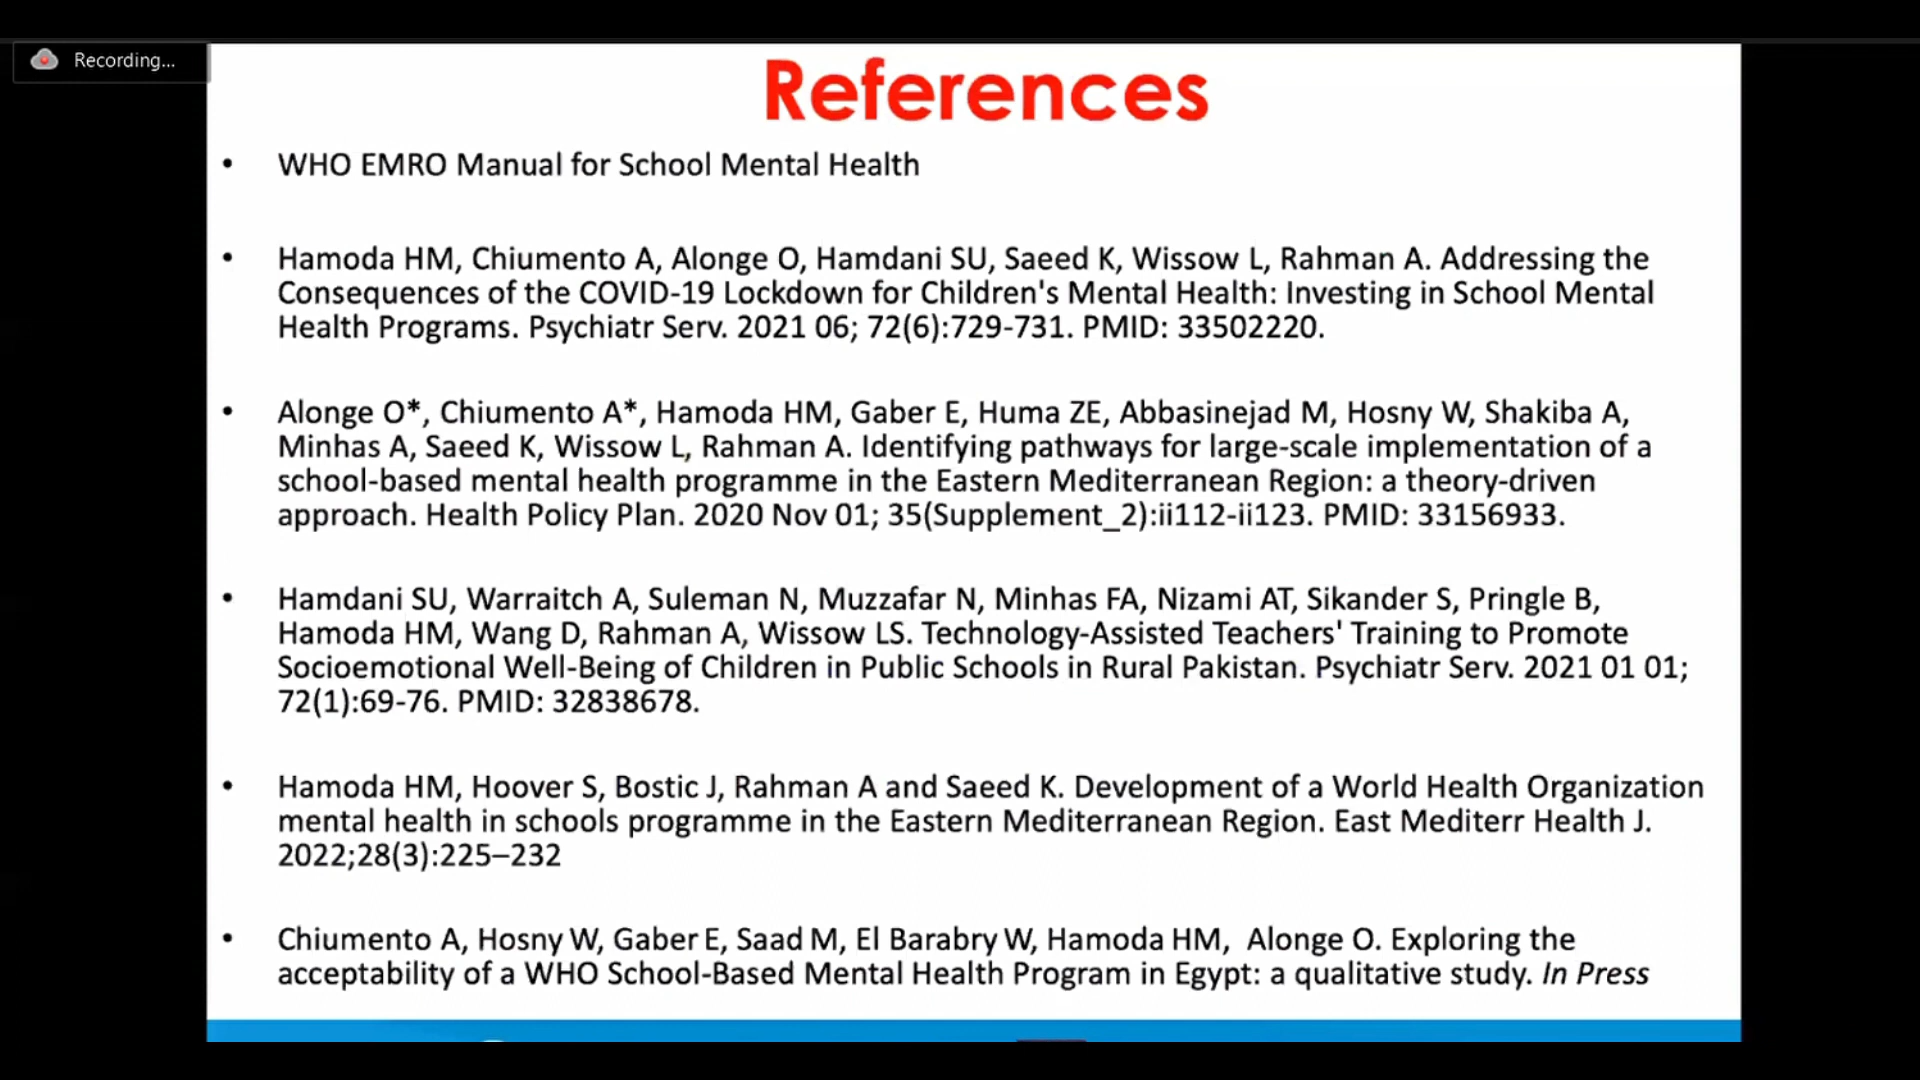 Recording...
References
• WHO EMRO Manual for School Mental Health
• Hamoda HM, Chiumento A, Alonge O, Hamdani SU, Saeed K, Wissow L, Rahman A. Addressing the
Consequences of the COVID-19 Lockdown for Children's Mental Health: Investing in School Mental
Health Programs. Psychiatr Serv. 2021 06; 72(6):729-731. PMID: 33502220.
• Alonge O*, Chiumento A*, Hamoda HM, Gaber E, Huma ZE, Abbasinejad M, Hosny W, Shakiba A,
Minhas A, Saeed K, Wissow L, Rahman A. Identifying pathways for large-scale implementation of a
school-based mental health programme in the Eastern Mediterranean Region: a theory-driven
approach. Health Policy Plan. 2020 Nov 01; 35(Supplement_2):ii112-ii123. PMID: 33156933.
• Hamdani SU, Warraitch A, Suleman N, Muzzafar N, Minhas FA, Nizami AT, Sikander S, Pringle B,
Hamoda HM, Wang D, Rahman A, Wissow LS. Technology-Assisted Teachers' Training to Promote
Socioemotional Well-Being of Children in Public Schools in Rural Pakistan. Psychiatr Serv. 2021 01 01;
72(1):69-76. PMID: 32838678.
• Hamoda HM, Hoover S, Bostic J, Rahman A and Saeed K. Development of a World Health Organization
mental health in schools programme in the Eastern Mediterranean Region. East Mediterr Health J.
2022;28(3):225–232
• Chiumento A, Hosny W, Gaber E, Saad M, El Barabry W, Hamoda HM, Alonge O. Exploring the
acceptability of a WHO School-Based Mental Health Program in Egypt: a qualitative study. In Press